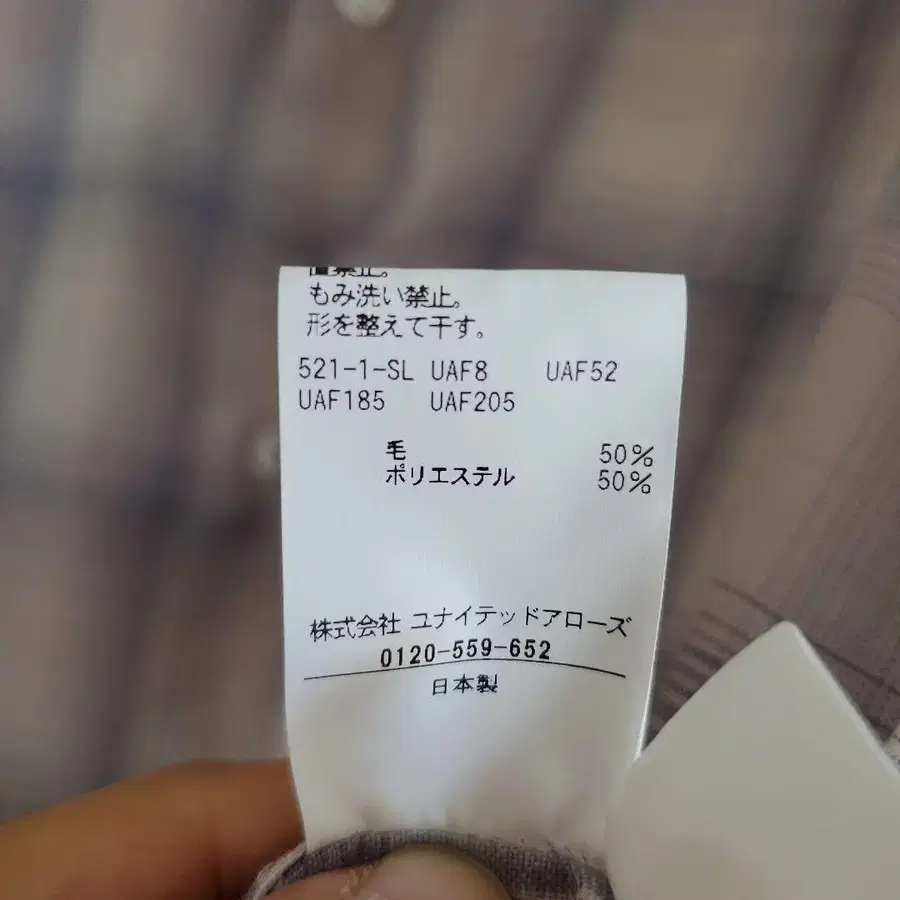 禁止。
もみ洗い禁止。
形を整えて干す。
521-1-SL UAF8 UAF52
UAF185 UAF205
毛 50%
ポリエステル 50%
株式会社 ユナイテッドアローズ
0120-559-652
日本製